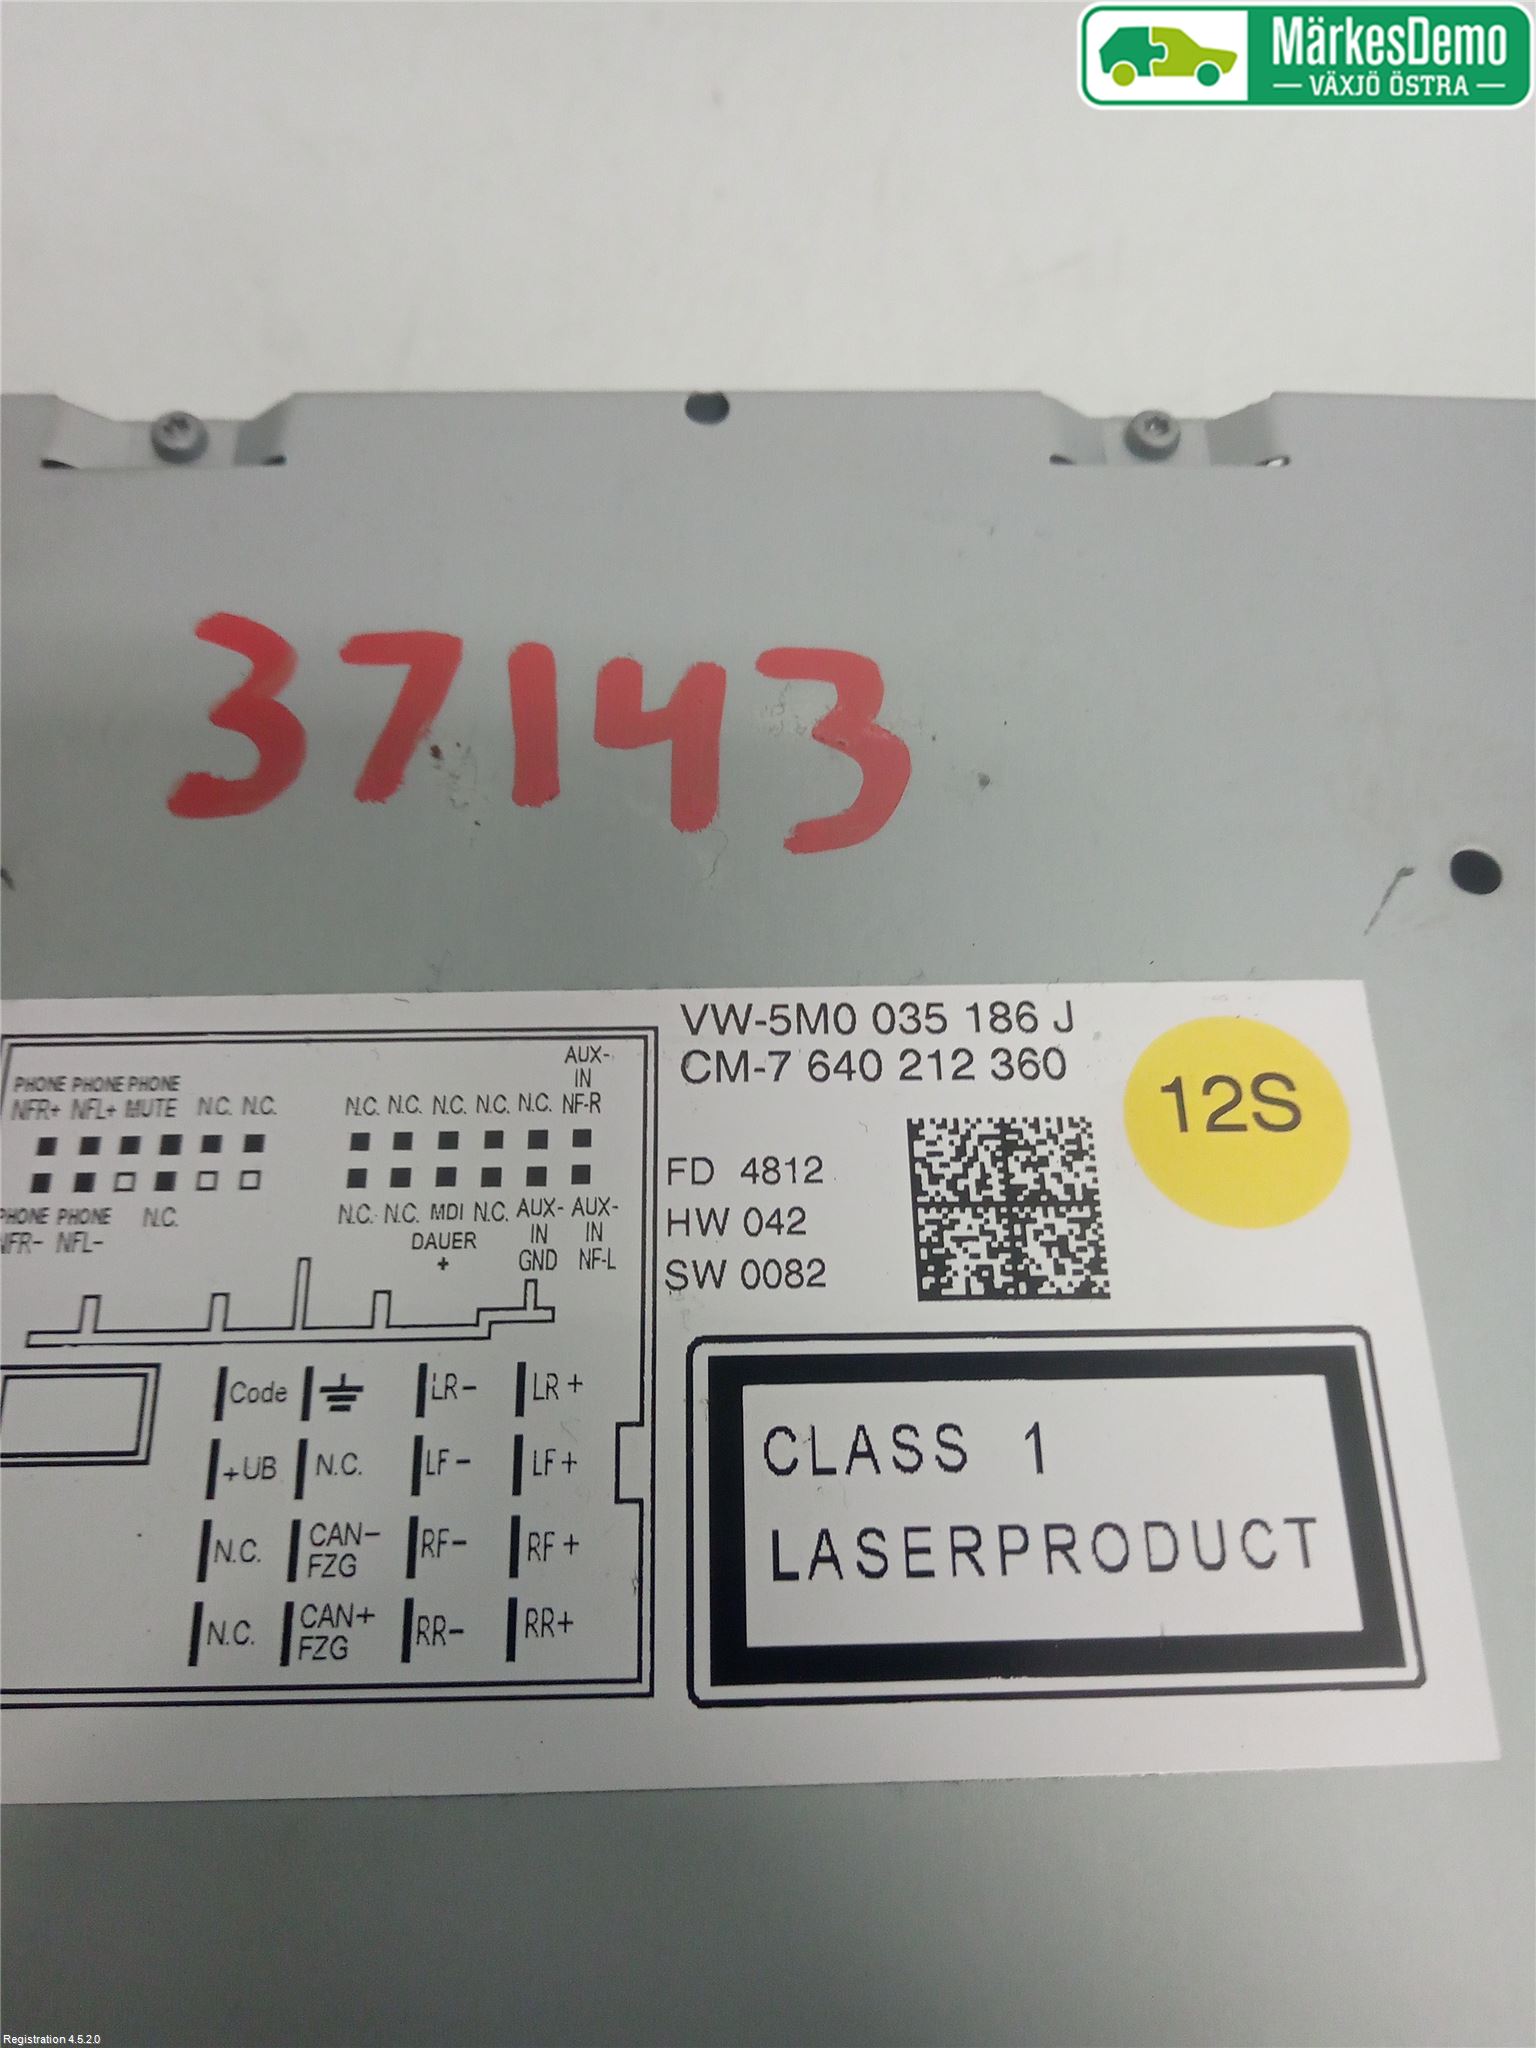 MärkesDemo
VÄXJÖ ÖSTRA
37143
VW-5M0 035 186 J
CM-7 640 212 360
12S
FD 4812
HW 042
SW 0082
CLASS 1
LASERPRODUCT
AUX-
IN
PHONE PHONE PHONE
NFR+ NFL+ MUTE N.C. N.C. N.C. N.C. N.C. N.C. N.C. NF-R
PHONE PHONE N.C. N.C. N.C. MDI N.C. AUX- AUX-
NFR- NFL- DAUER IN IN
+ GND NF-L
Code LR- LR+
+UB N.C. LF- LF+
N.C. CAN- FZG RF- RF+
N.C. CAN+ FZG RR- RR+
Registration 4.5.2.0